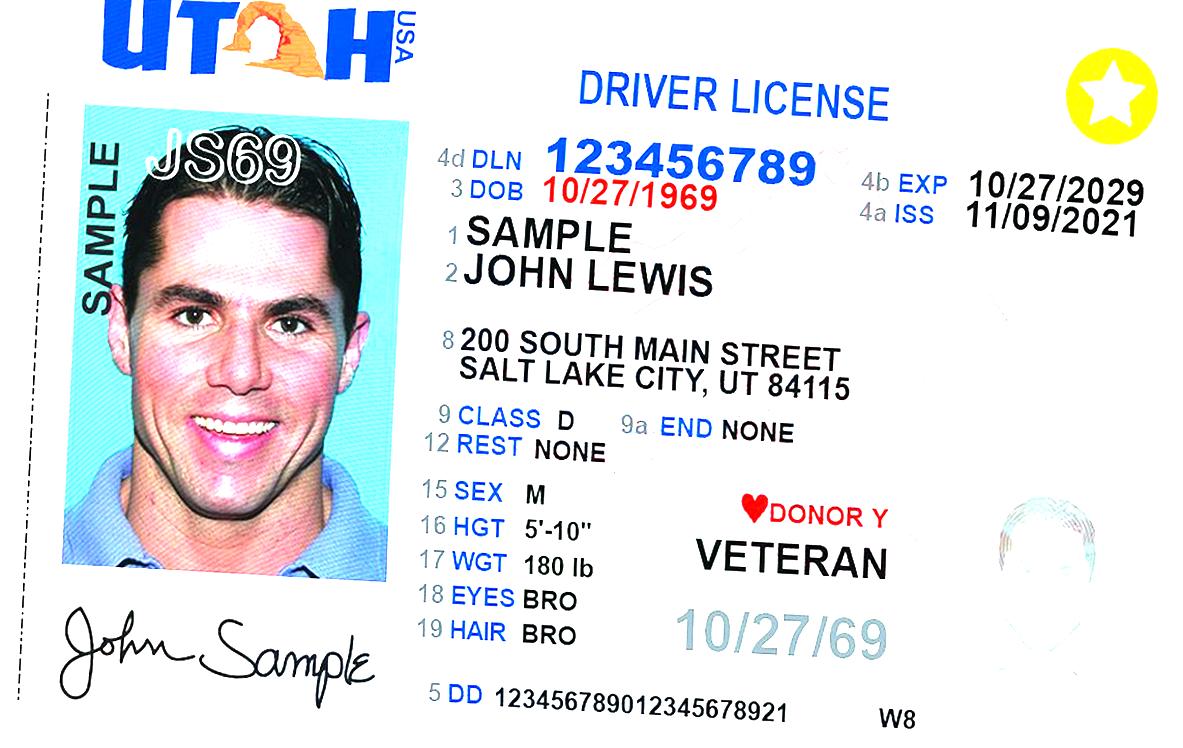 UTAH USA
DRIVER LICENSE
JS69
SAMPLE
4d DLN 123456789
3 DOB 10/27/1969
4b EXP 10/27/2029
4a ISS 11/09/2021
1 SAMPLE
2 JOHN LEWIS
8 200 SOUTH MAIN STREET
SALT LAKE CITY, UT 84115
9 CLASS D 9a END NONE
12 REST NONE
15 SEX M
16 HGT 5'-10"
17 WGT 180 lb
18 EYES BRO
19 HAIR BRO
DONOR Y
VETERAN
10/27/69
John Sample
5 DD 123456789012345678921 W8